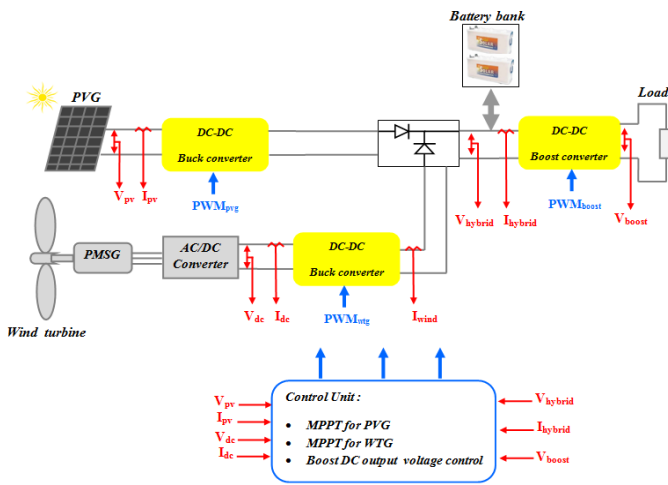 Battery bank
PVG
Load
DC-DC
Buck converter
DC-DC
Boost converter
Vpv
Ipv
PWMpvg
Vhybrid
Ihybrid
PWMboost
Vboost
PMSG
AC/DC
Converter
DC-DC
Buck converter
Vdc
Idc
PWMwtg
Iwind
Wind turbine
Control Unit :
• MPPT for PVG
• MPPT for WTG
• Boost DC output voltage control
Vpv
Ipv
Vdc
Idc
Vhybrid
Ihybrid
Vboost